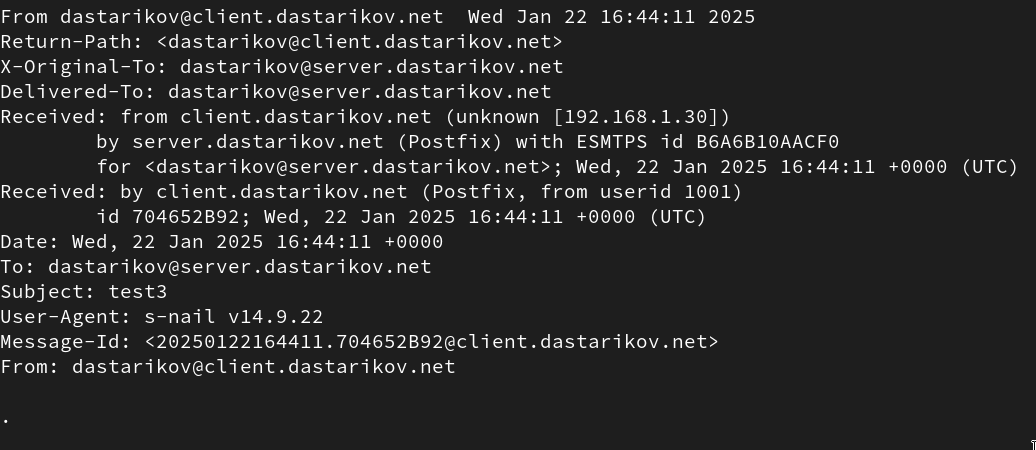 From dastarikov@client.dastarikov.net  Wed Jan 22 16:44:11 2025
Return-Path: <dastarikov@client.dastarikov.net>
X-Original-To: dastarikov@server.dastarikov.net
Delivered-To: dastarikov@server.dastarikov.net
Received: from client.dastarikov.net (unknown [192.168.1.30])
        by server.dastarikov.net (Postfix) with ESMTPS id B6A6B10AACF0
        for <dastarikov@server.dastarikov.net>; Wed, 22 Jan 2025 16:44:11 +0000 (UTC)
Received: by client.dastarikov.net (Postfix, from userid 1001)
        id 704652B92; Wed, 22 Jan 2025 16:44:11 +0000 (UTC)
Date: Wed, 22 Jan 2025 16:44:11 +0000
To: dastarikov@server.dastarikov.net
Subject: test3
User-Agent: s-nail v14.9.22
Message-Id: <20250122164411.704652B92@client.dastarikov.net>
From: dastarikov@client.dastarikov.net

.